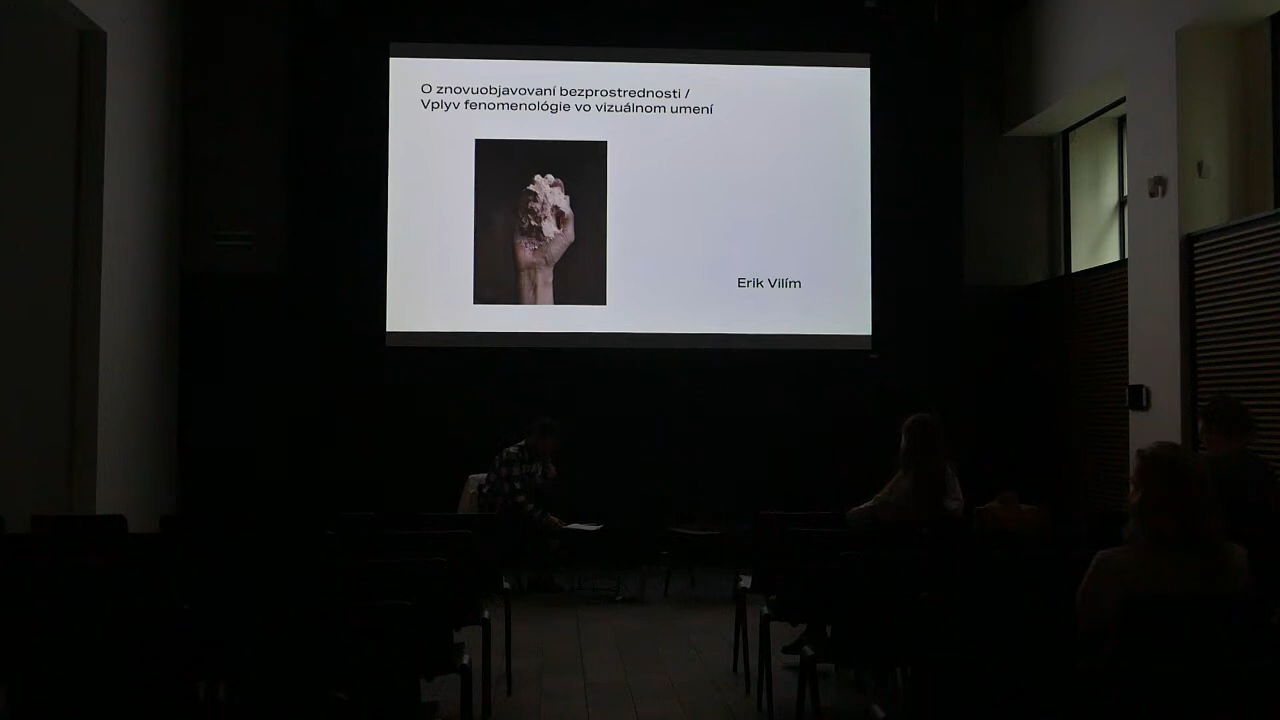 O znovuobjavovaní bezprostrednosti /
Vplyv fenomenológie vo vizuálnom umení
Erik Vilím